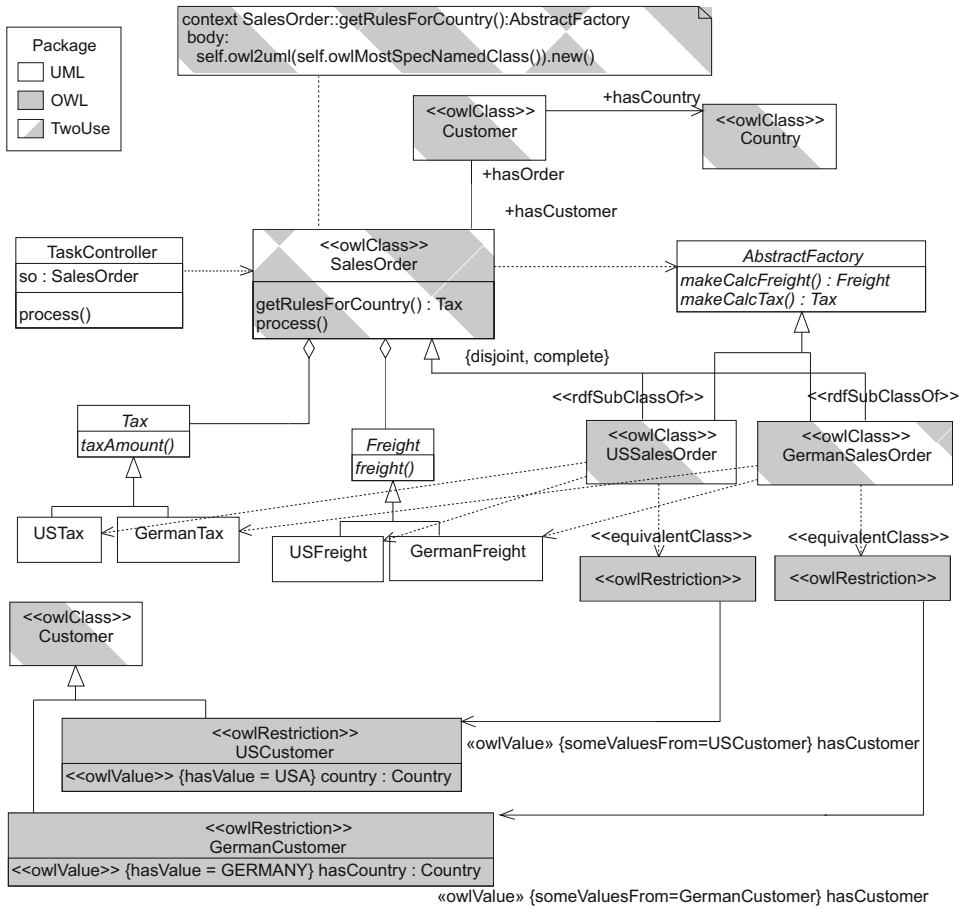 context SalesOrder::getRulesForCountry():AbstractFactory
body:
self.owl2uml(self.owlMostSpecNamedClass()).new()
Package
UML
OWL
TwoUse
<<owlClass>>
Customer
+hasCountry
<<owlClass>>
Country
+hasOrder
+hasCustomer
TaskController
so : SalesOrder
process()
<<owlClass>>
SalesOrder
getRulesForCountry() : Tax
process()
AbstractFactory
makeCalcFreight() : Freight
makeCalcTax() : Tax
{disjoint, complete}
<<rdfSubClassOf>>
<<rdfSubClassOf>>
Tax
taxAmount()
Freight
freight()
<<owlClass>>
USSalesOrder
<<owlClass>>
GermanSalesOrder
USTax
GermanTax
USFreight
GermanFreight
<<equivalentClass>>
<<equivalentClass>>
<<owlRestriction>>
<<owlRestriction>>
<<owlClass>>
Customer
<<owlRestriction>>
USCustomer
<<owlValue>> {hasValue = USA} country : Country
«owlValue» {someValuesFrom=USCustomer} hasCustomer
<<owlRestriction>>
GermanCustomer
<<owlValue>> {hasValue = GERMANY} hasCountry : Country
«owlValue» {someValuesFrom=GermanCustomer} hasCustomer